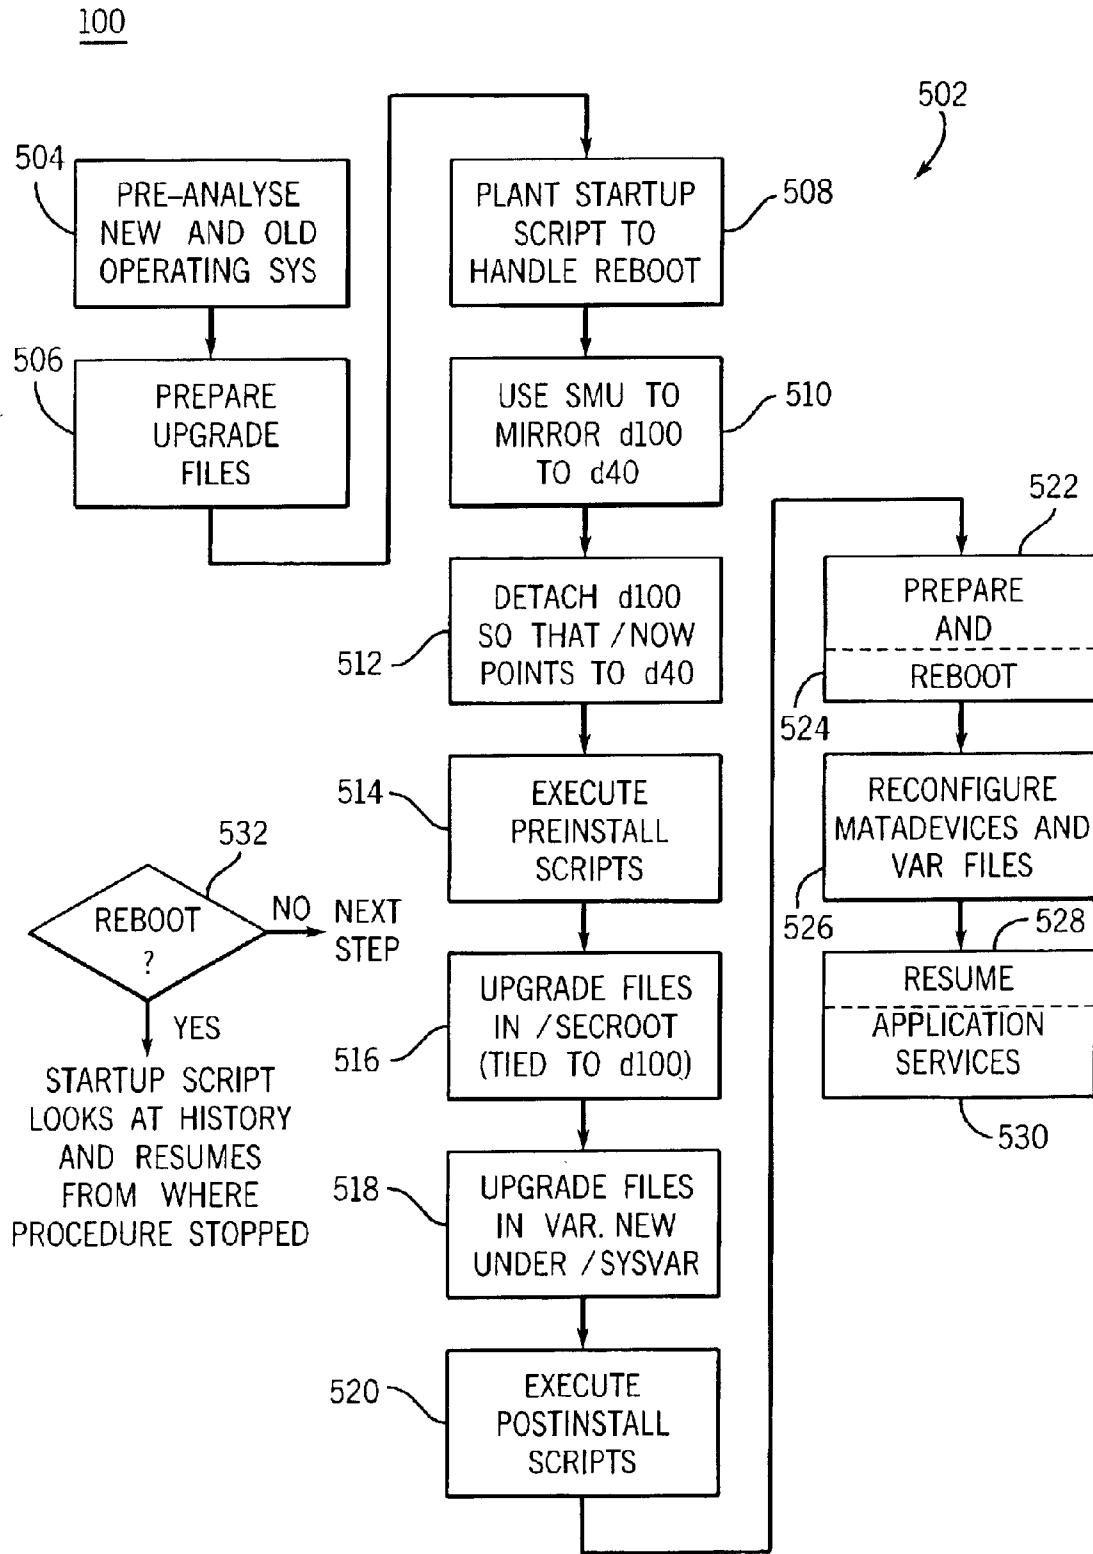 100
502
504
PRE-ANALYSE
NEW AND OLD
OPERATING SYS
506
PREPARE
UPGRADE
FILES
PLANT STARTUP
SCRIPT TO
HANDLE REBOOT
508
USE SMU TO
MIRROR d100
TO d40
510
DETACH d100
SO THAT /NOW
POINTS TO d40
512
514
EXECUTE
PREINSTALL
SCRIPTS
516
UPGRADE FILES
IN /SECROOT
(TIED TO d100)
518
UPGRADE FILES
IN VAR. NEW
UNDER /SYSVAR
520
EXECUTE
POSTINSTALL
SCRIPTS
522
PREPARE
AND
REBOOT
524
RECONFIGURE
MATADEVICES AND
VAR FILES
526
528
RESUME
APPLICATION
SERVICES
530
532
REBOOT
?
NO
NEXT
STEP
YES
STARTUP SCRIPT
LOOKS AT HISTORY
AND RESUMES
FROM WHERE
PROCEDURE STOPPED